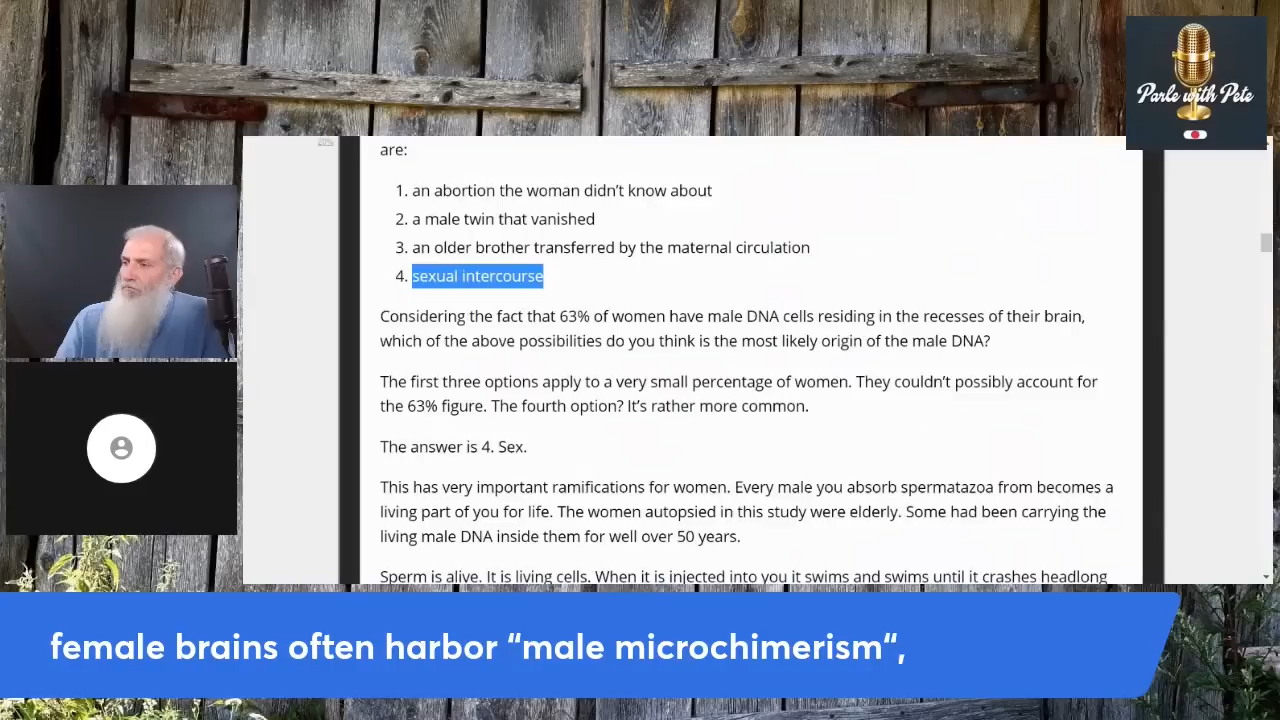 Parle with Pete
are:
1. an abortion the woman didn’t know about
2. a male twin that vanished
3. an older brother transferred by the maternal circulation
4. sexual intercourse
Considering the fact that 63% of women have male DNA cells residing in the recesses of their brain,
which of the above possibilities do you think is the most likely origin of the male DNA?
The first three options apply to a very small percentage of women. They couldn’t possibly account for
the 63% figure. The fourth option? It’s rather more common.
The answer is 4. Sex.
This has very important ramifications for women. Every male you absorb spermatazoa from becomes a
living part of you for life. The women autopsied in this study were elderly. Some had been carrying the
living male DNA inside them for well over 50 years.
Sperm is alive. It is living cells. When it is injected into you it swims and swims until it crashes headlong
female brains often harbor “male microchimerism“,